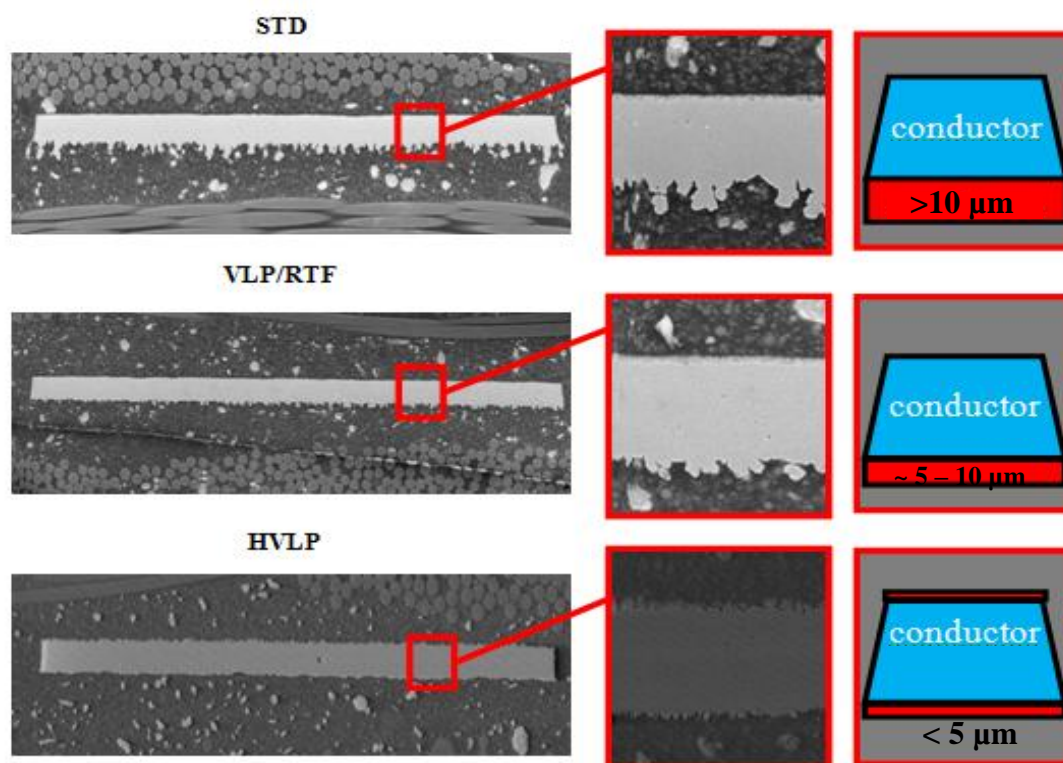 STD
conductor
>10 μm
VLP/RTF
conductor
~ 5 – 10 μm
HVLP
conductor
< 5 μm